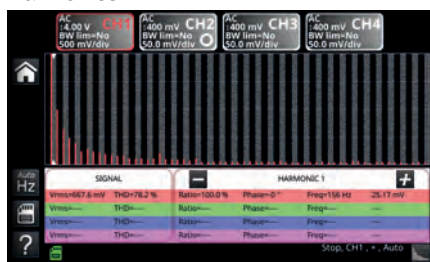 AC
↕4.00 V CH1
BW lim=No
500 mV/div
AC
↕400 mV CH2
BW lim=No
50.0 mV/div
AC
↕400 mV CH3
BW lim=No
50.0 mV/div
AC
↕400 mV CH4
BW lim=No
50.0 mV/div
Auto
Hz
SIGNAL
HARMONIC 1
Vrms=667.6 mV THD=78.2 % Ratio=100.0 % Phase=-0 ° Freq=156 Hz 25.17 mV
Vrms=---- THD=---- Ratio=---- Phase=---- Freq=---- ----
Vrms=---- THD=---- Ratio=---- Phase=---- Freq=---- ----
Vrms=---- THD=---- Ratio=---- Phase=---- Freq=---- ----
?
Stop, CH1 , + , Auto